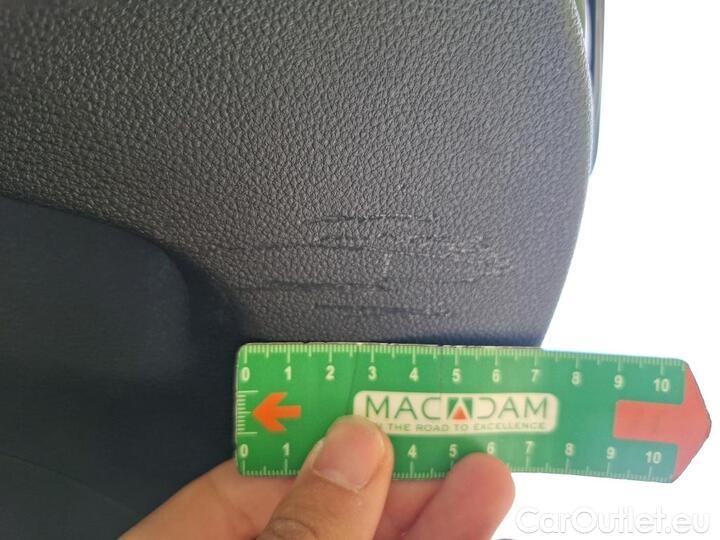 0 1 2 3 4 5 6 7 8 9 10
MACADAM
THE ROAD TO EXCELLENCE
0 1 4 5 6 7 8 9 10
CarOutlet.eu